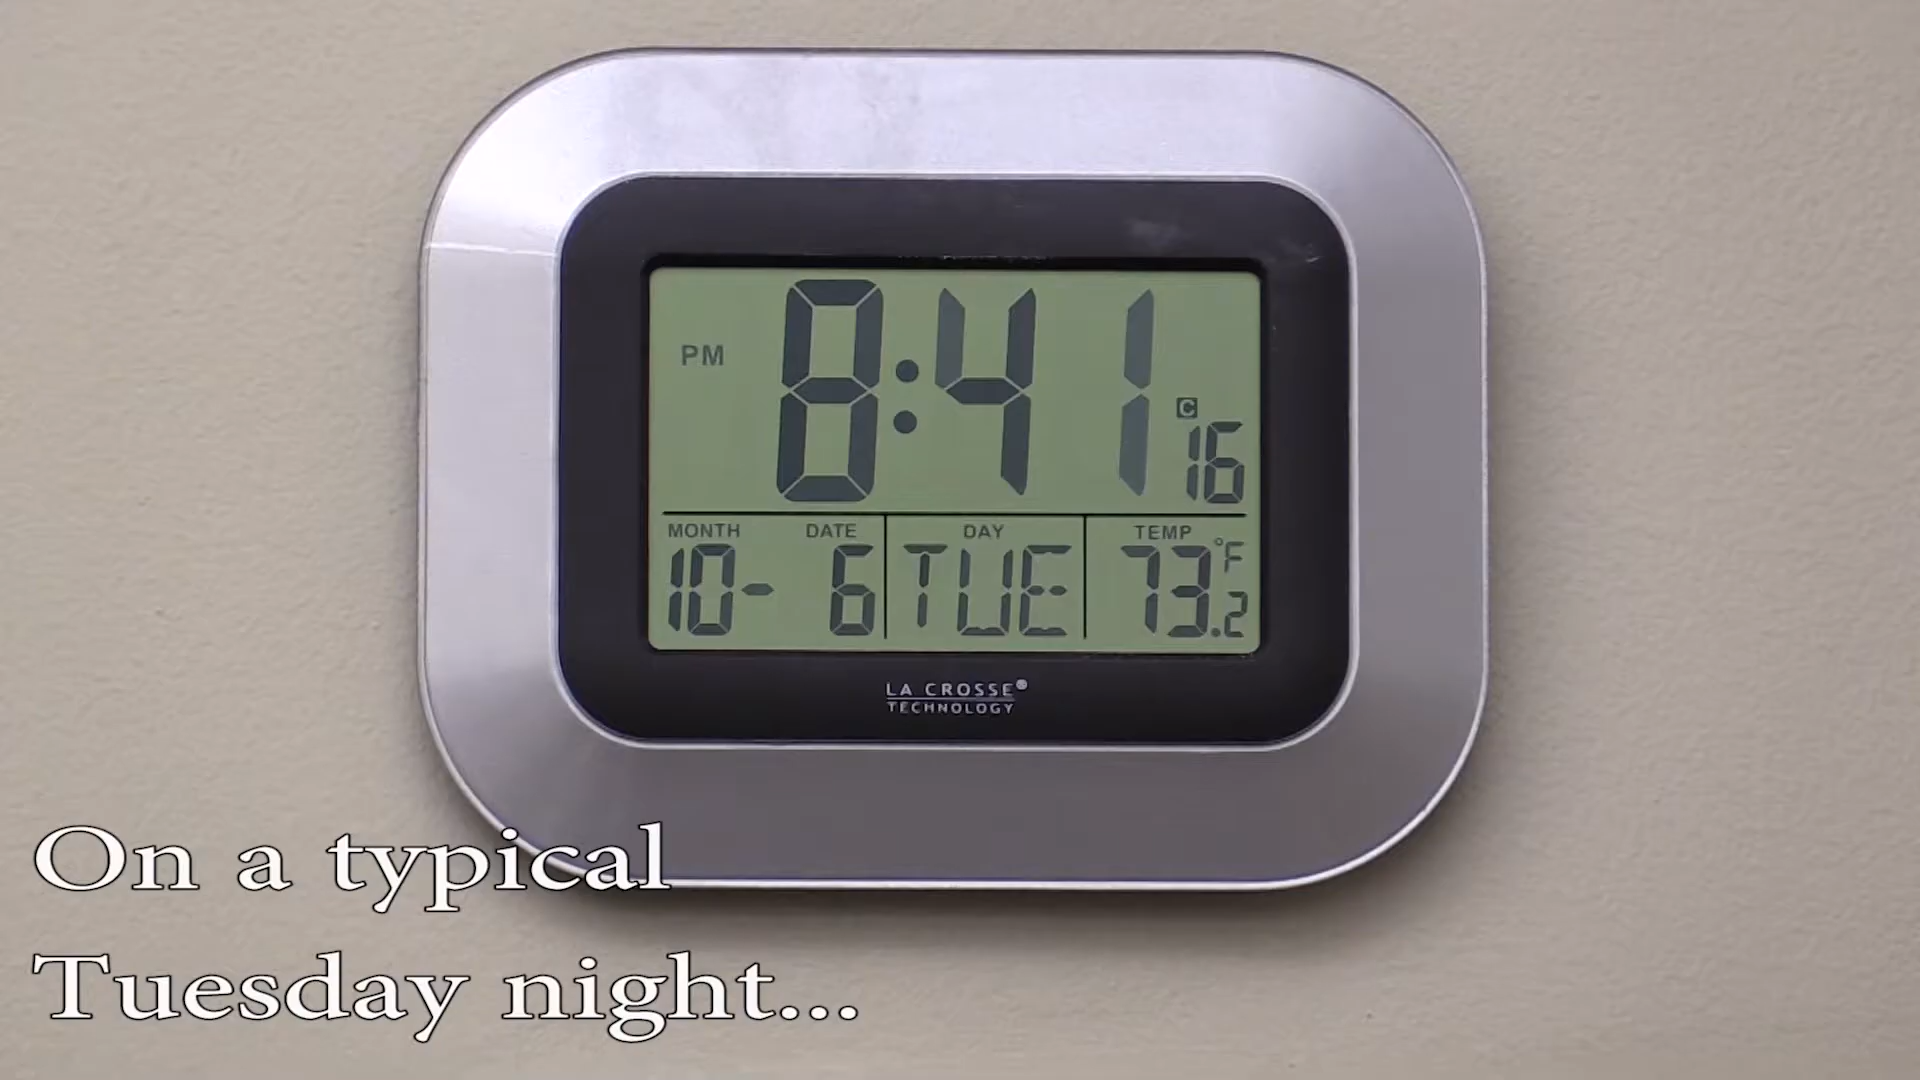 PM 8:41 16
C
MONTH DATE DAY TEMP
10- 6 TUE 73.2 °F
LA CROSSE®
TECHNOLOGY
On a typical
Tuesday night...